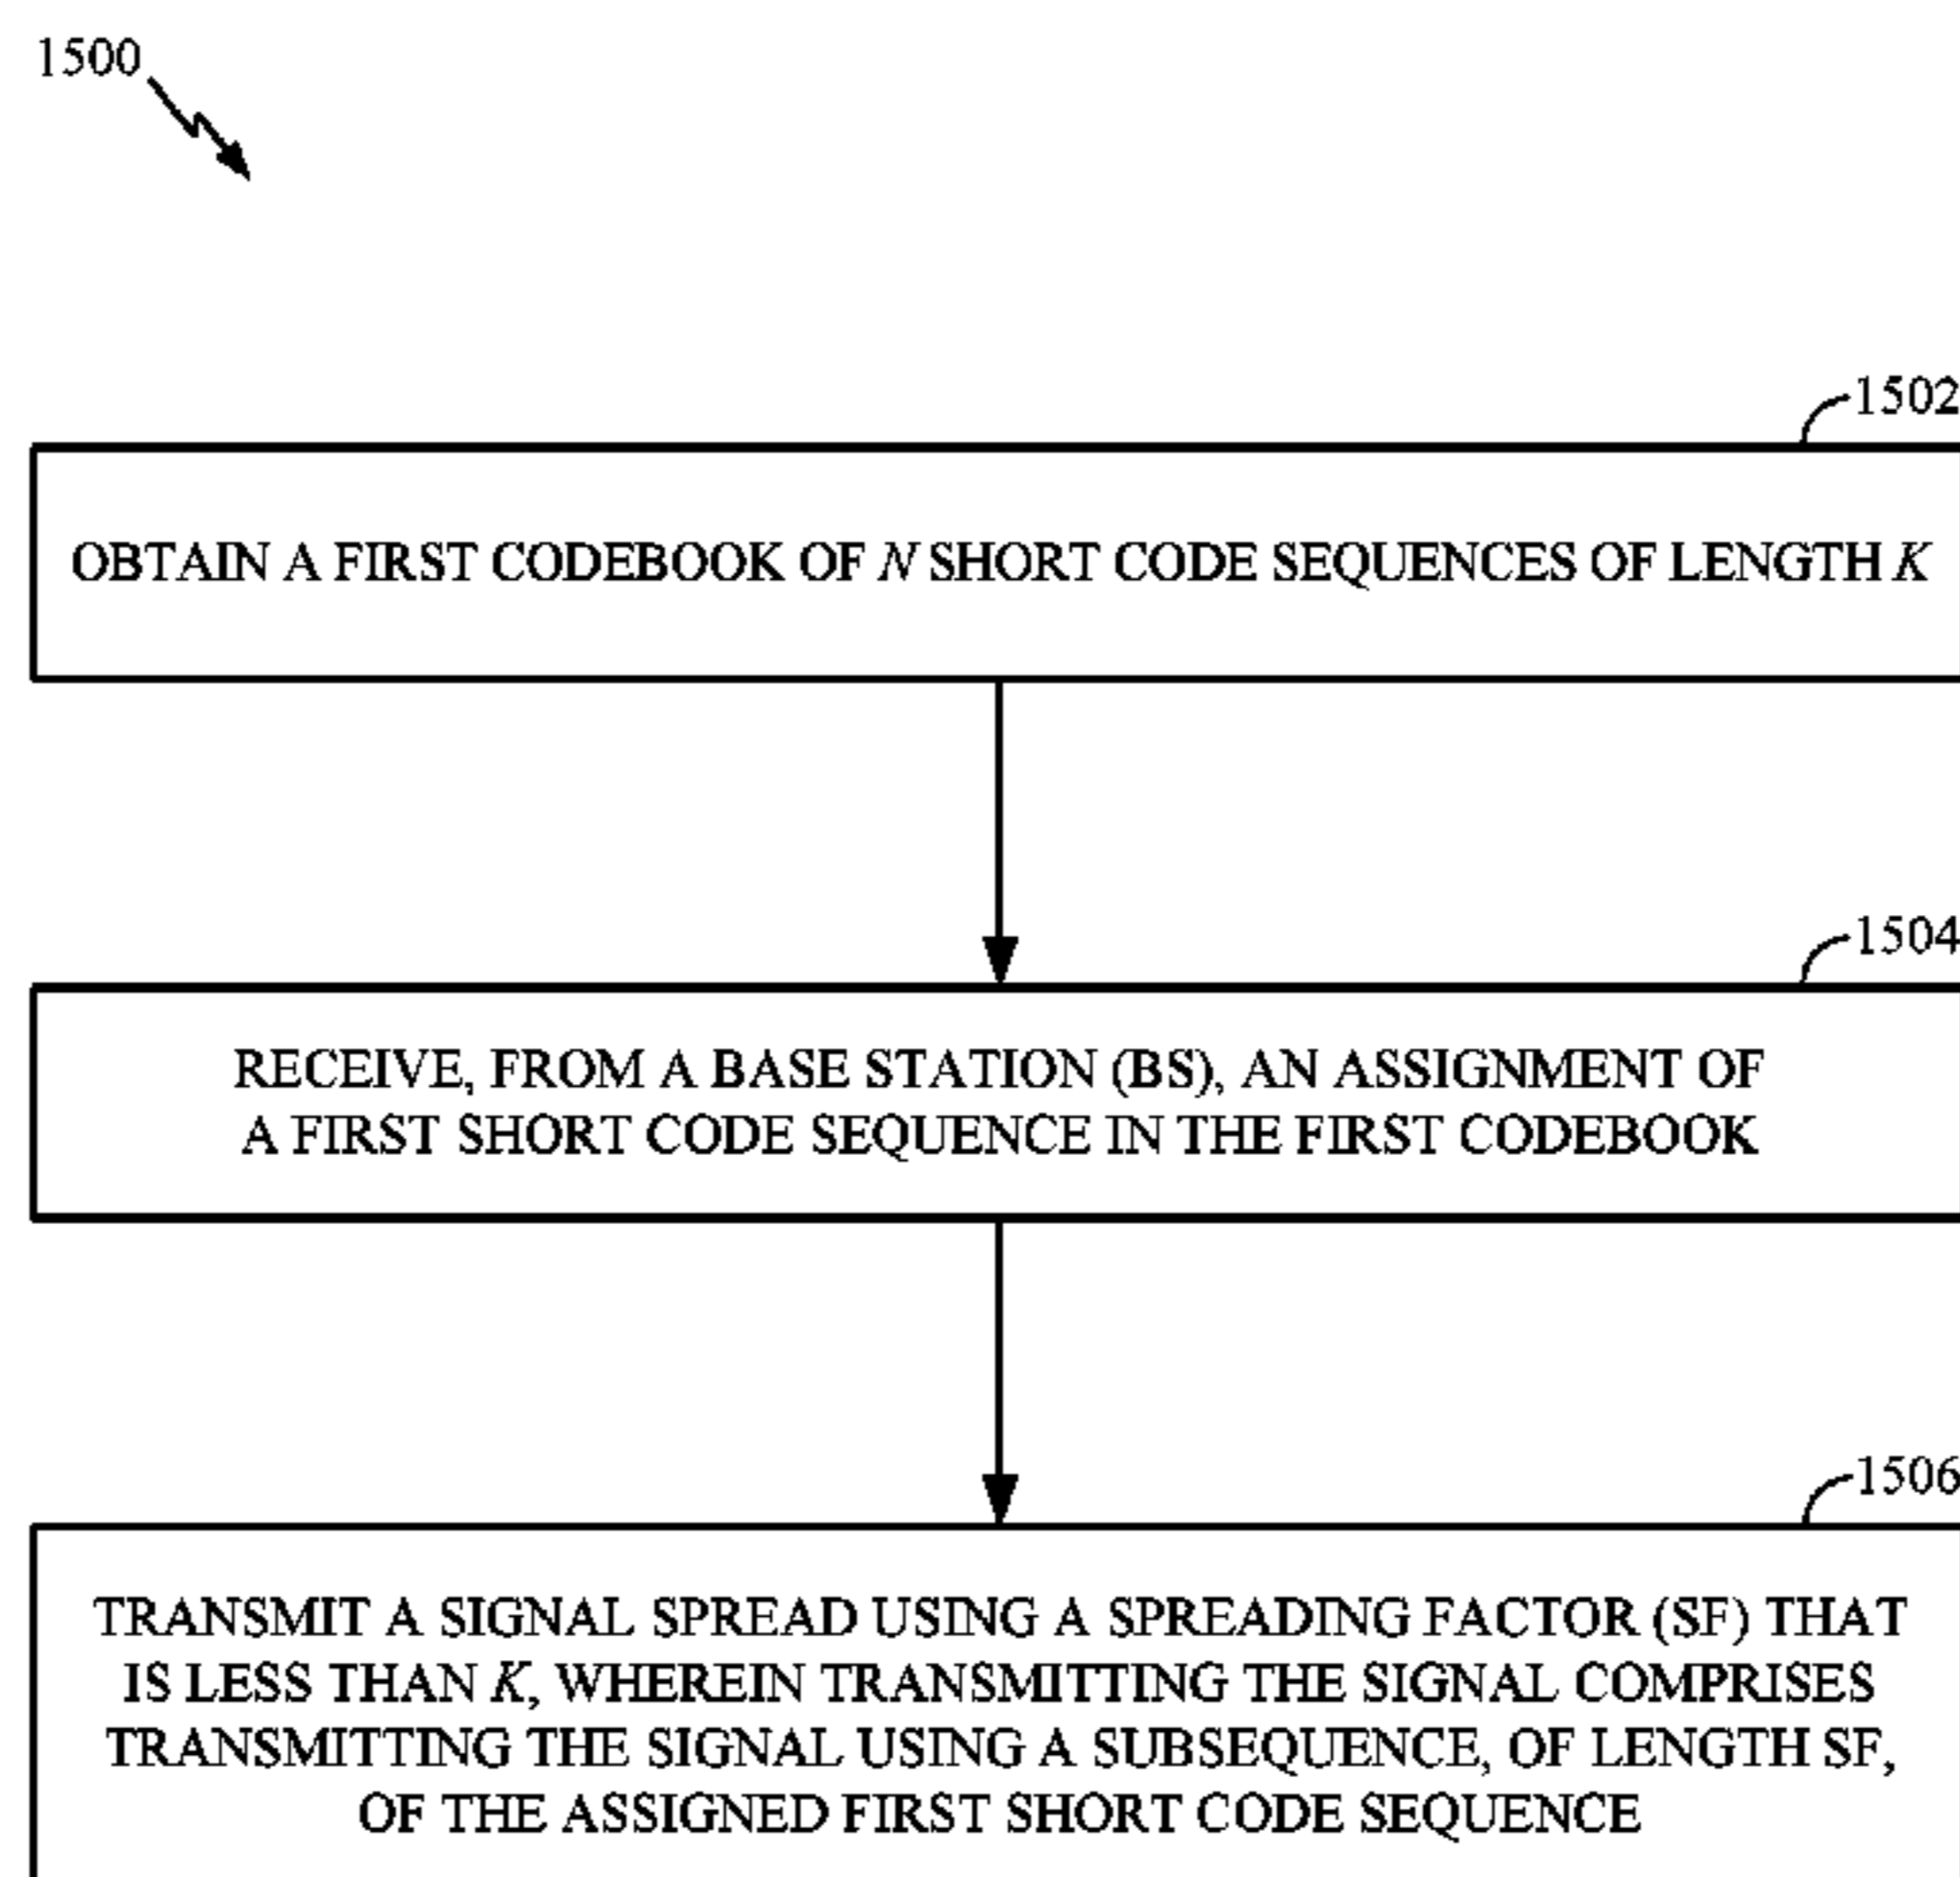 1500
1502
OBTAIN A FIRST CODEBOOK OF N SHORT CODE SEQUENCES OF LENGTH K
1504
RECEIVE, FROM A BASE STATION (BS), AN ASSIGNMENT OF
A FIRST SHORT CODE SEQUENCE IN THE FIRST CODEBOOK
1506
TRANSMIT A SIGNAL SPREAD USING A SPREADING FACTOR (SF) THAT
IS LESS THAN K, WHEREIN TRANSMITTING THE SIGNAL COMPRISES
TRANSMITTING THE SIGNAL USING A SUBSEQUENCE, OF LENGTH SF,
OF THE ASSIGNED FIRST SHORT CODE SEQUENCE